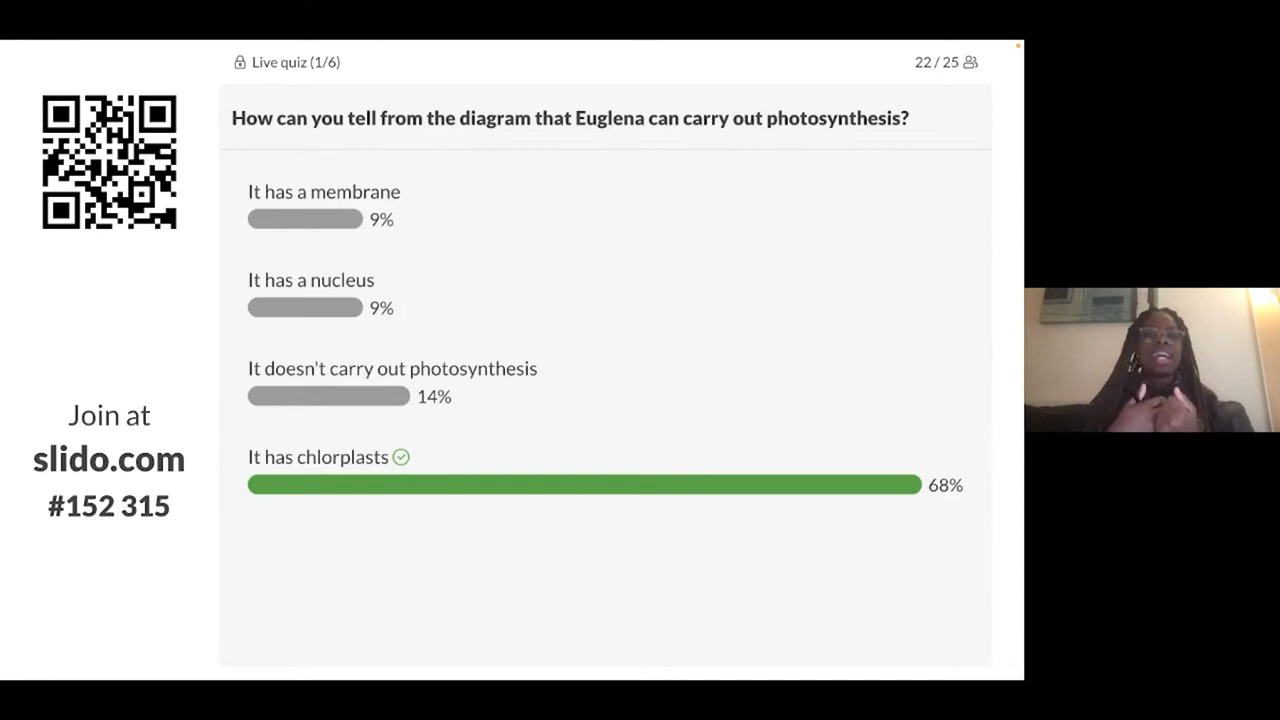 Live quiz (1/6)
22 / 25
How can you tell from the diagram that Euglena can carry out photosynthesis?
It has a membrane
9%
It has a nucleus
9%
It doesn't carry out photosynthesis
14%
It has chlorplasts
68%
Join at
slido.com
#152 315